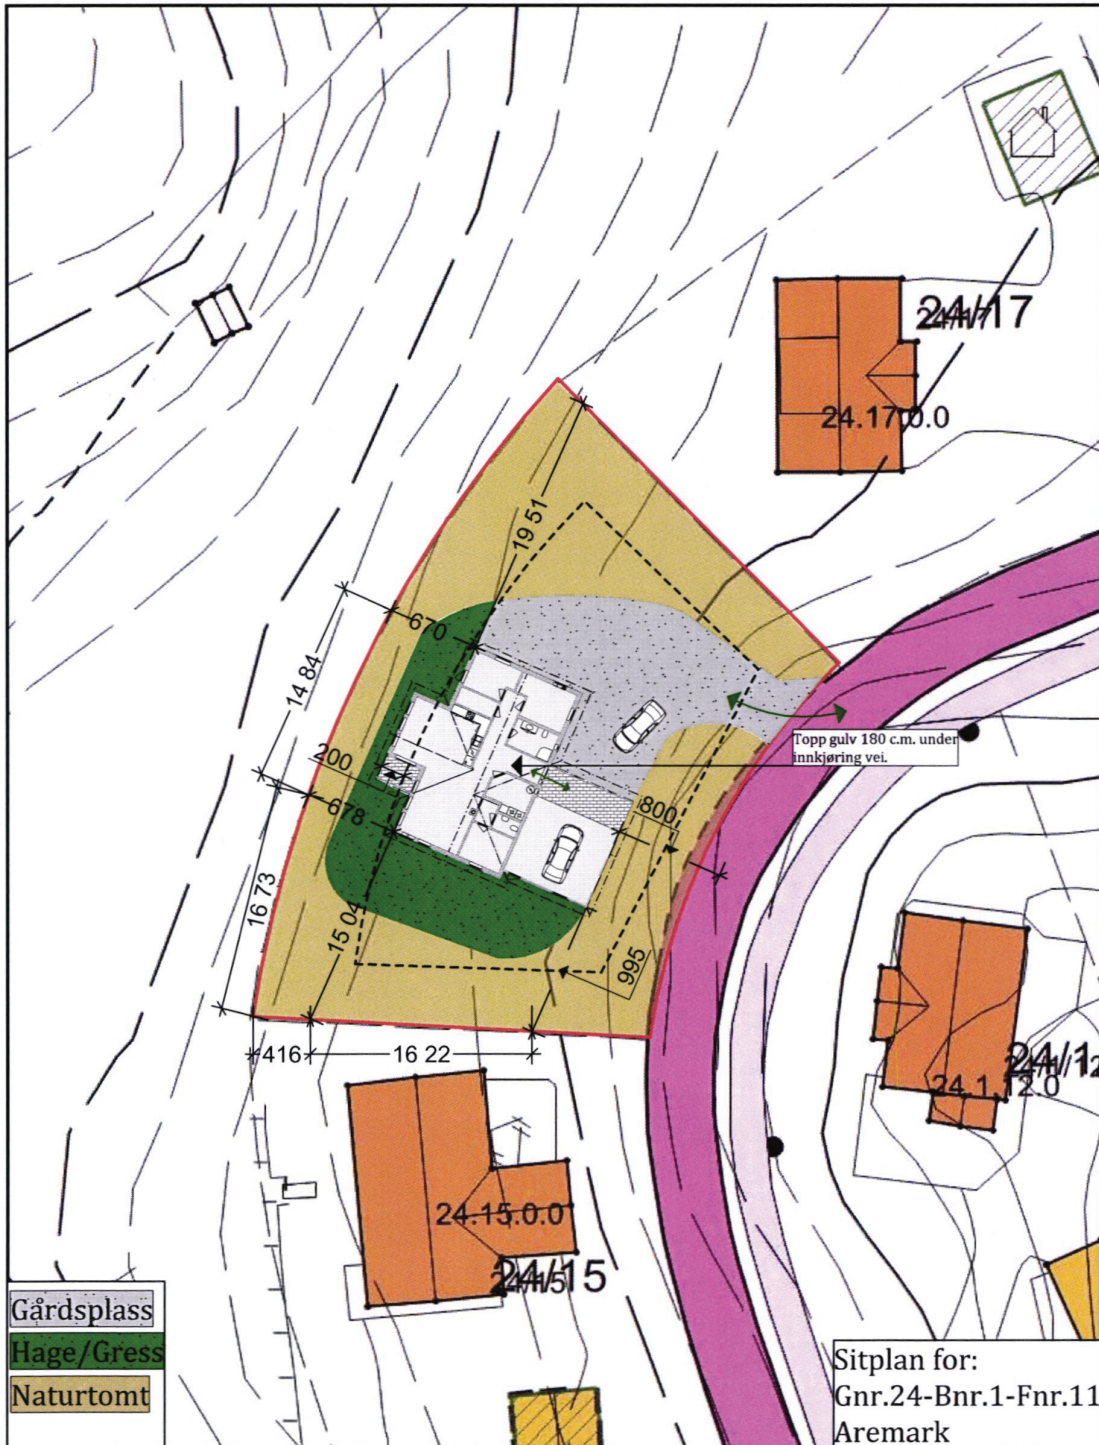 24/17
24.17.0.0
19 51
670
14 84
200
678
16 73
15 04
800
995
Topp gulv 180 c.m. under
innkjøring vei.
416
16 22
24.1.12.0
24.15.0.0
24/15
Gårdsplass
Hage/Gress
Naturtomt
Sitplan for:
Gnr.24-Bnr.1-Fnr.11
Aremark